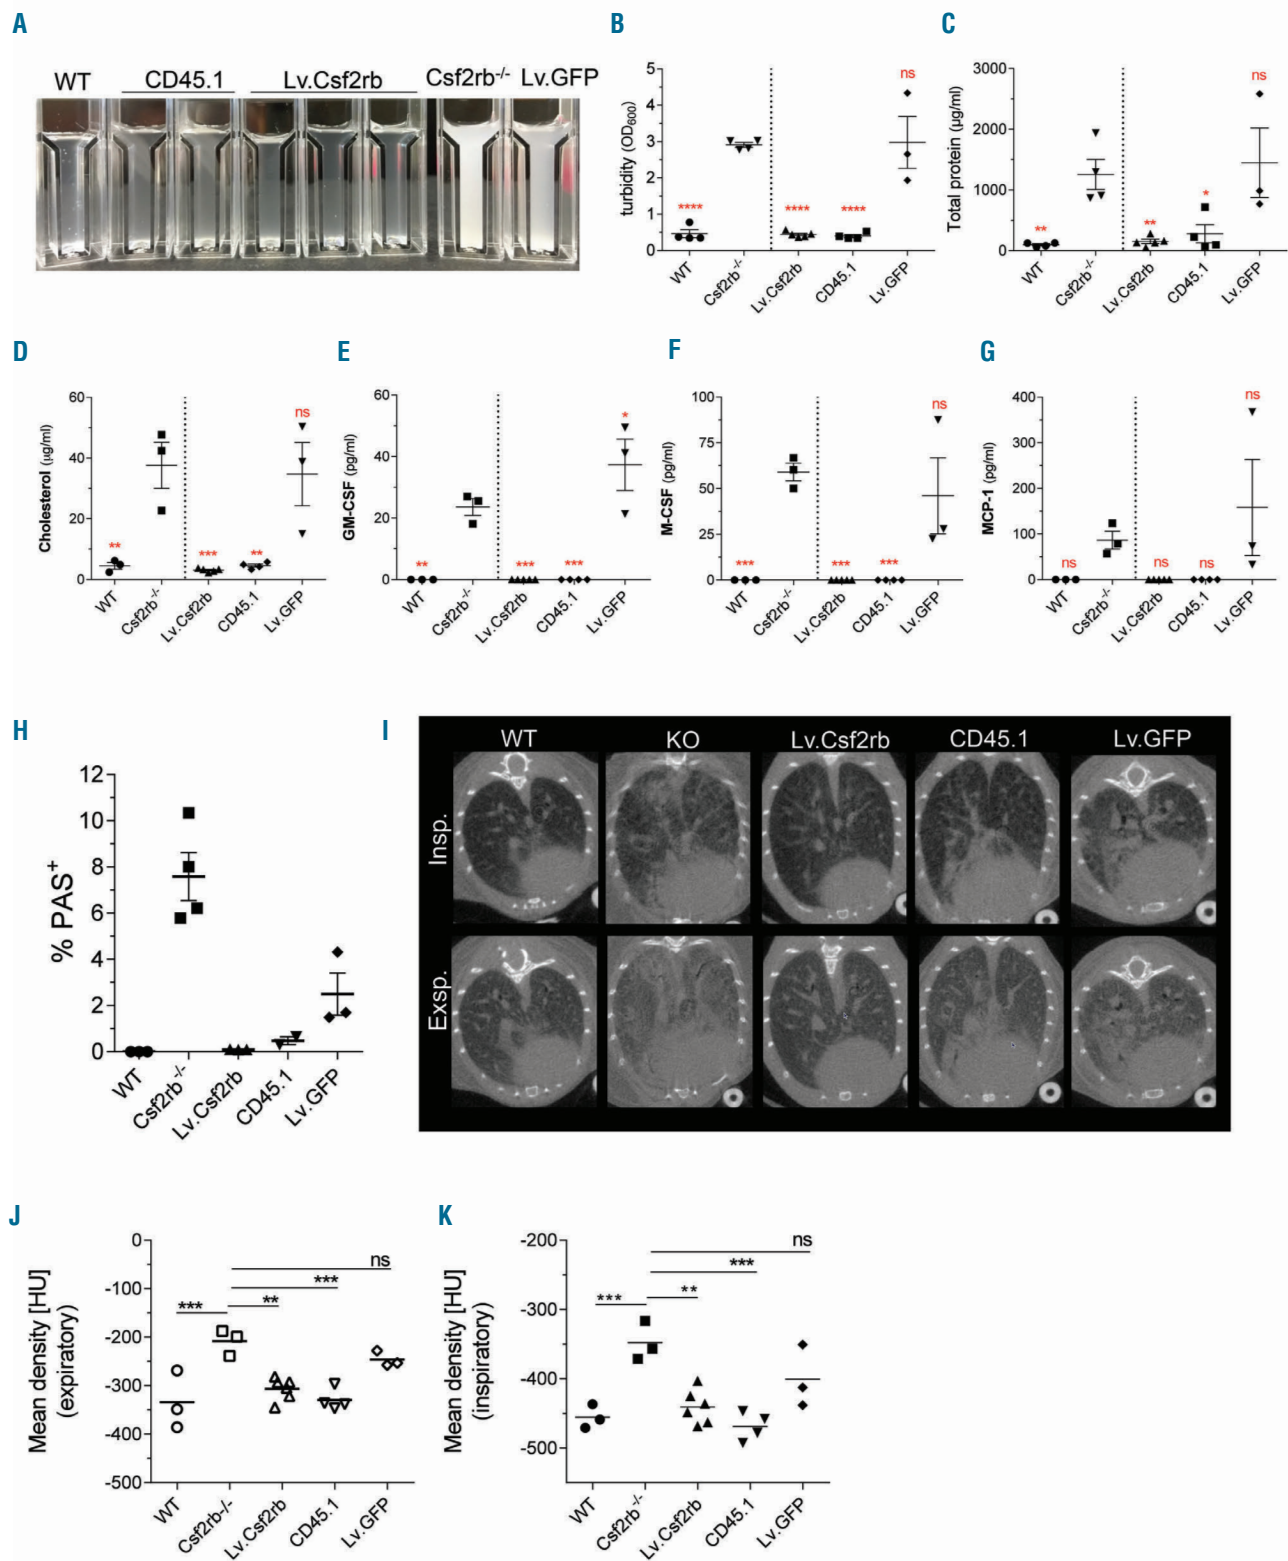 A
WT CD45.1 Lv.Csf2rb Csf2rb-/- Lv.GFP
B
turbidity (OD600)
5
4
3
2
1
0
**** **** **** ns
WT Csf2rb-/- Lv.Csf2rb CD45.1 Lv.GFP
C
Total protein (µg/ml)
3000
2000
1000
0
** ** * ns
WT Csf2rb-/- Lv.Csf2rb CD45.1 Lv.GFP
D
Cholesterol (µg/ml)
60
40
20
0
** *** ** ns
WT Csf2rb-/- Lv.Csf2rb CD45.1 Lv.GFP
E
GM-CSF (pg/ml)
60
40
20
0
** *** *** *
WT Csf2rb-/- Lv.Csf2rb CD45.1 Lv.GFP
F
M-CSF (pg/ml)
100
75
50
25
0
*** *** *** ns
WT Csf2rb-/- Lv.Csf2rb CD45.1 Lv.GFP
G
MCP-1 (pg/ml)
400
300
200
100
0
ns ns ns ns
WT Csf2rb-/- Lv.Csf2rb CD45.1 Lv.GFP
H
% PAS+
12
10
8
6
4
2
0
WT Csf2rb-/- Lv.Csf2rb CD45.1 Lv.GFP
I
WT KO Lv.Csf2rb CD45.1 Lv.GFP
Insp.
Exsp.
J
Mean density [HU]
(expiratory)
0
-100
-200
-300
-400
-500
*** ** *** ns
WT Csf2rb-/- Lv.Csf2rb CD45.1 Lv.GFP
K
Mean density [HU]
(inspiratory)
-200
-300
-400
-500
*** ** *** ns
WT Csf2rb-/- Lv.Csf2rb CD45.1 Lv.GFP